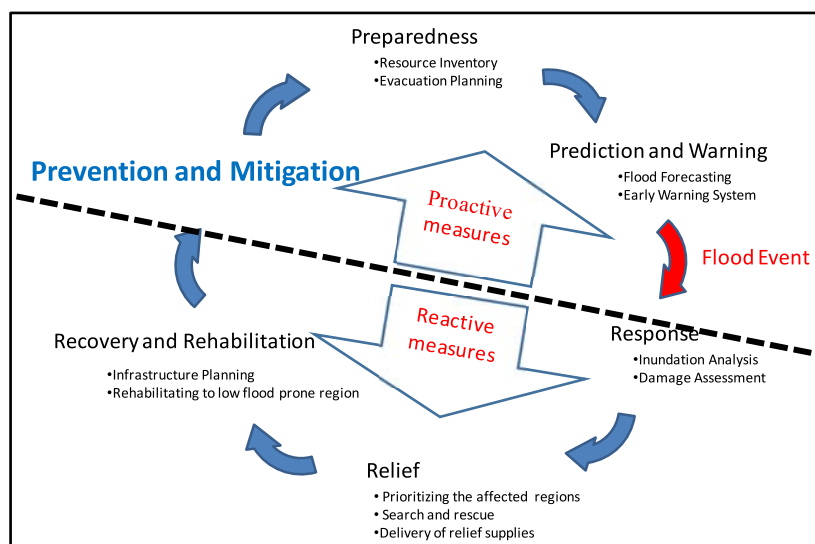 Preparedness
•Resource Inventory
•Evacuation Planning
Prevention and Mitigation
Prediction and Warning
•Flood Forecasting
•Early Warning System
Proactive
measures
Flood Event
Reactive
measures
Response
•Inundation Analysis
•Damage Assessment
Recovery and Rehabilitation
•Infrastructure Planning
•Rehabilitating to low flood prone region
Relief
•Prioritizing the affected regions
•Search and rescue
•Delivery of relief supplies